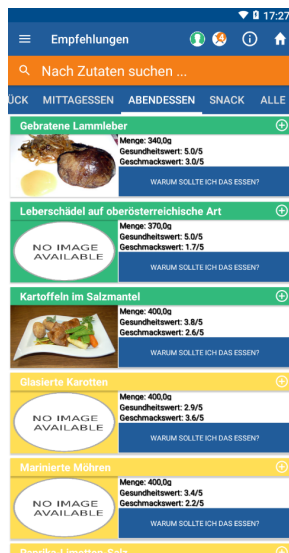 17:27
Empfehlungen
Nach Zutaten suchen ...
ÜCK MITTAGESSEN ABENDESSEN SNACK ALLE
Gebratene Lammleber
Menge: 340,0g
Gesundheitswert: 5.0/5
Geschmackswert: 3.0/5
WARUM SOLLTE ICH DAS ESSEN?
Leberschädel auf oberösterreichische Art
NO IMAGE
AVAILABLE
Menge: 370,0g
Gesundheitswert: 5.0/5
Geschmackswert: 1.7/5
WARUM SOLLTE ICH DAS ESSEN?
Kartoffeln im Salzmantel
Menge: 400,0g
Gesundheitswert: 3.8/5
Geschmackswert: 2.6/5
WARUM SOLLTE ICH DAS ESSEN?
Glasierte Karotten
NO IMAGE
AVAILABLE
Menge: 400,0g
Gesundheitswert: 2.9/5
Geschmackswert: 3.6/5
WARUM SOLLTE ICH DAS ESSEN?
Marinierte Möhren
NO IMAGE
AVAILABLE
Menge: 400,0g
Gesundheitswert: 3.4/5
Geschmackswert: 2.2/5
WARUM SOLLTE ICH DAS ESSEN?
Paprika-Limetten-Salz